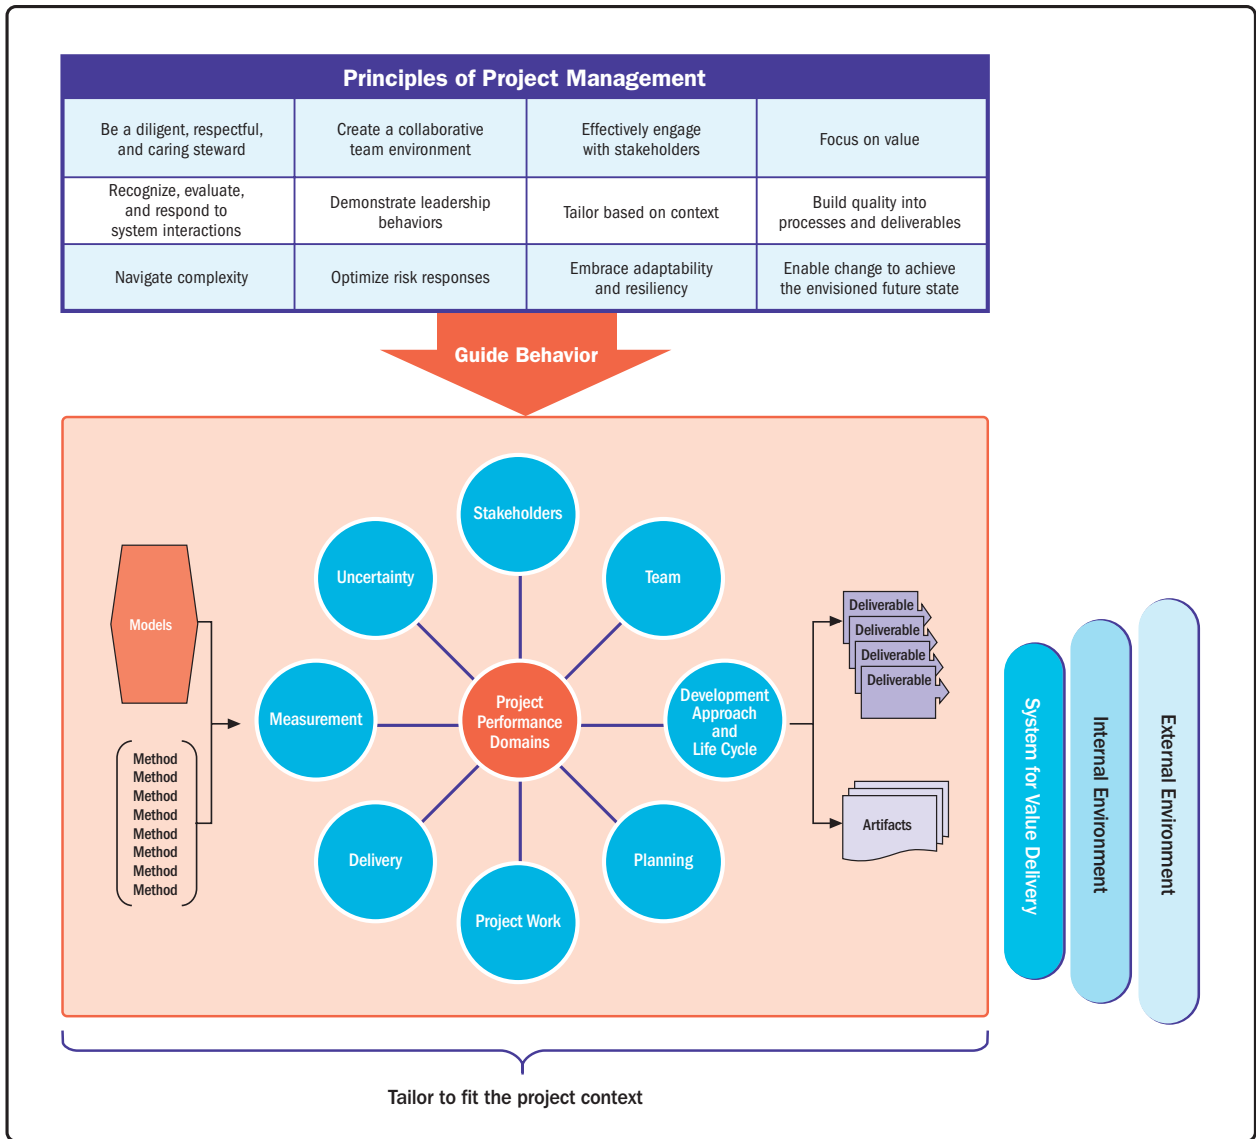 Principles of Project Management
Be a diligent, respectful,
and caring steward
Create a collaborative
team environment
Effectively engage
with stakeholders
Focus on value
Recognize, evaluate,
and respond to
system interactions
Demonstrate leadership
behaviors
Tailor based on context
Build quality into
processes and deliverables
Navigate complexity
Optimize risk responses
Embrace adaptability
and resiliency
Enable change to achieve
the envisioned future state
Guide Behavior
Stakeholders
Uncertainty
Team
Models
Measurement
Project
Performance
Domains
Development
Approach
and
Life Cycle
Deliverable
Deliverable
Deliverable
Deliverable
Method
Method
Method
Method
Method
Method
Method
Method
Delivery
Planning
Project Work
Artifacts
System for Value Delivery
Internal Environment
External Environment
Tailor to fit the project context